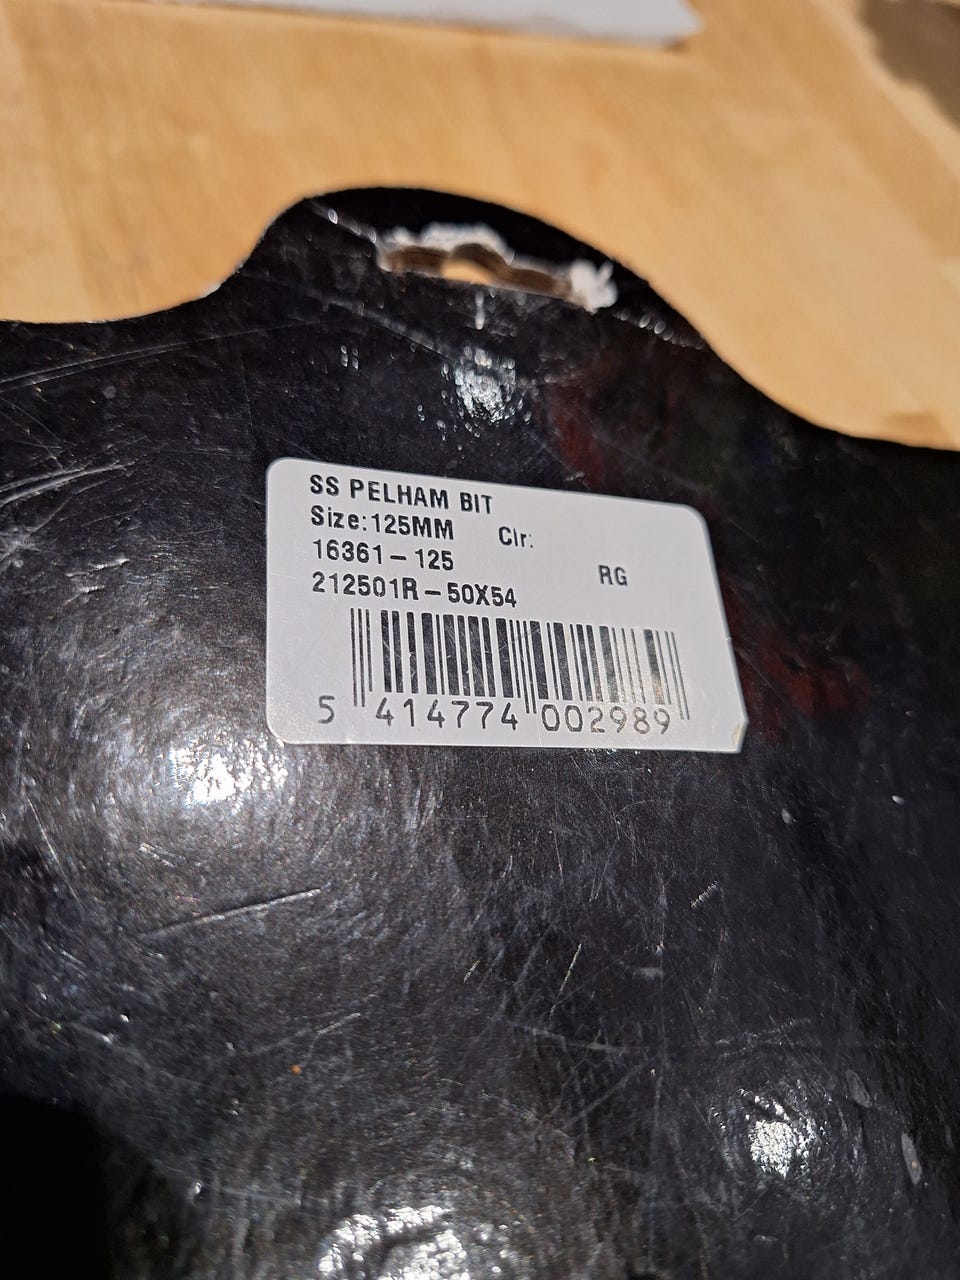 SS PELHAM BIT
Size:125MM Clr:
16361-125
RG
212501R-50X54
5 414774 002989